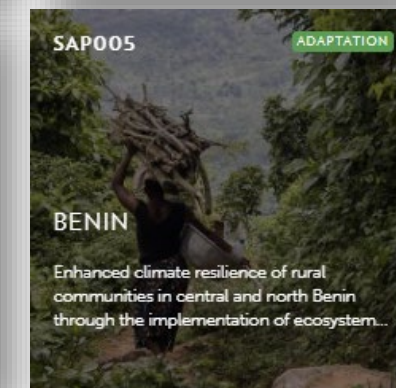 SAP005
ADAPTATION
BENIN
Enhanced climate resilience of rural
communities in central and north Benin
through the implementation of ecosystem...